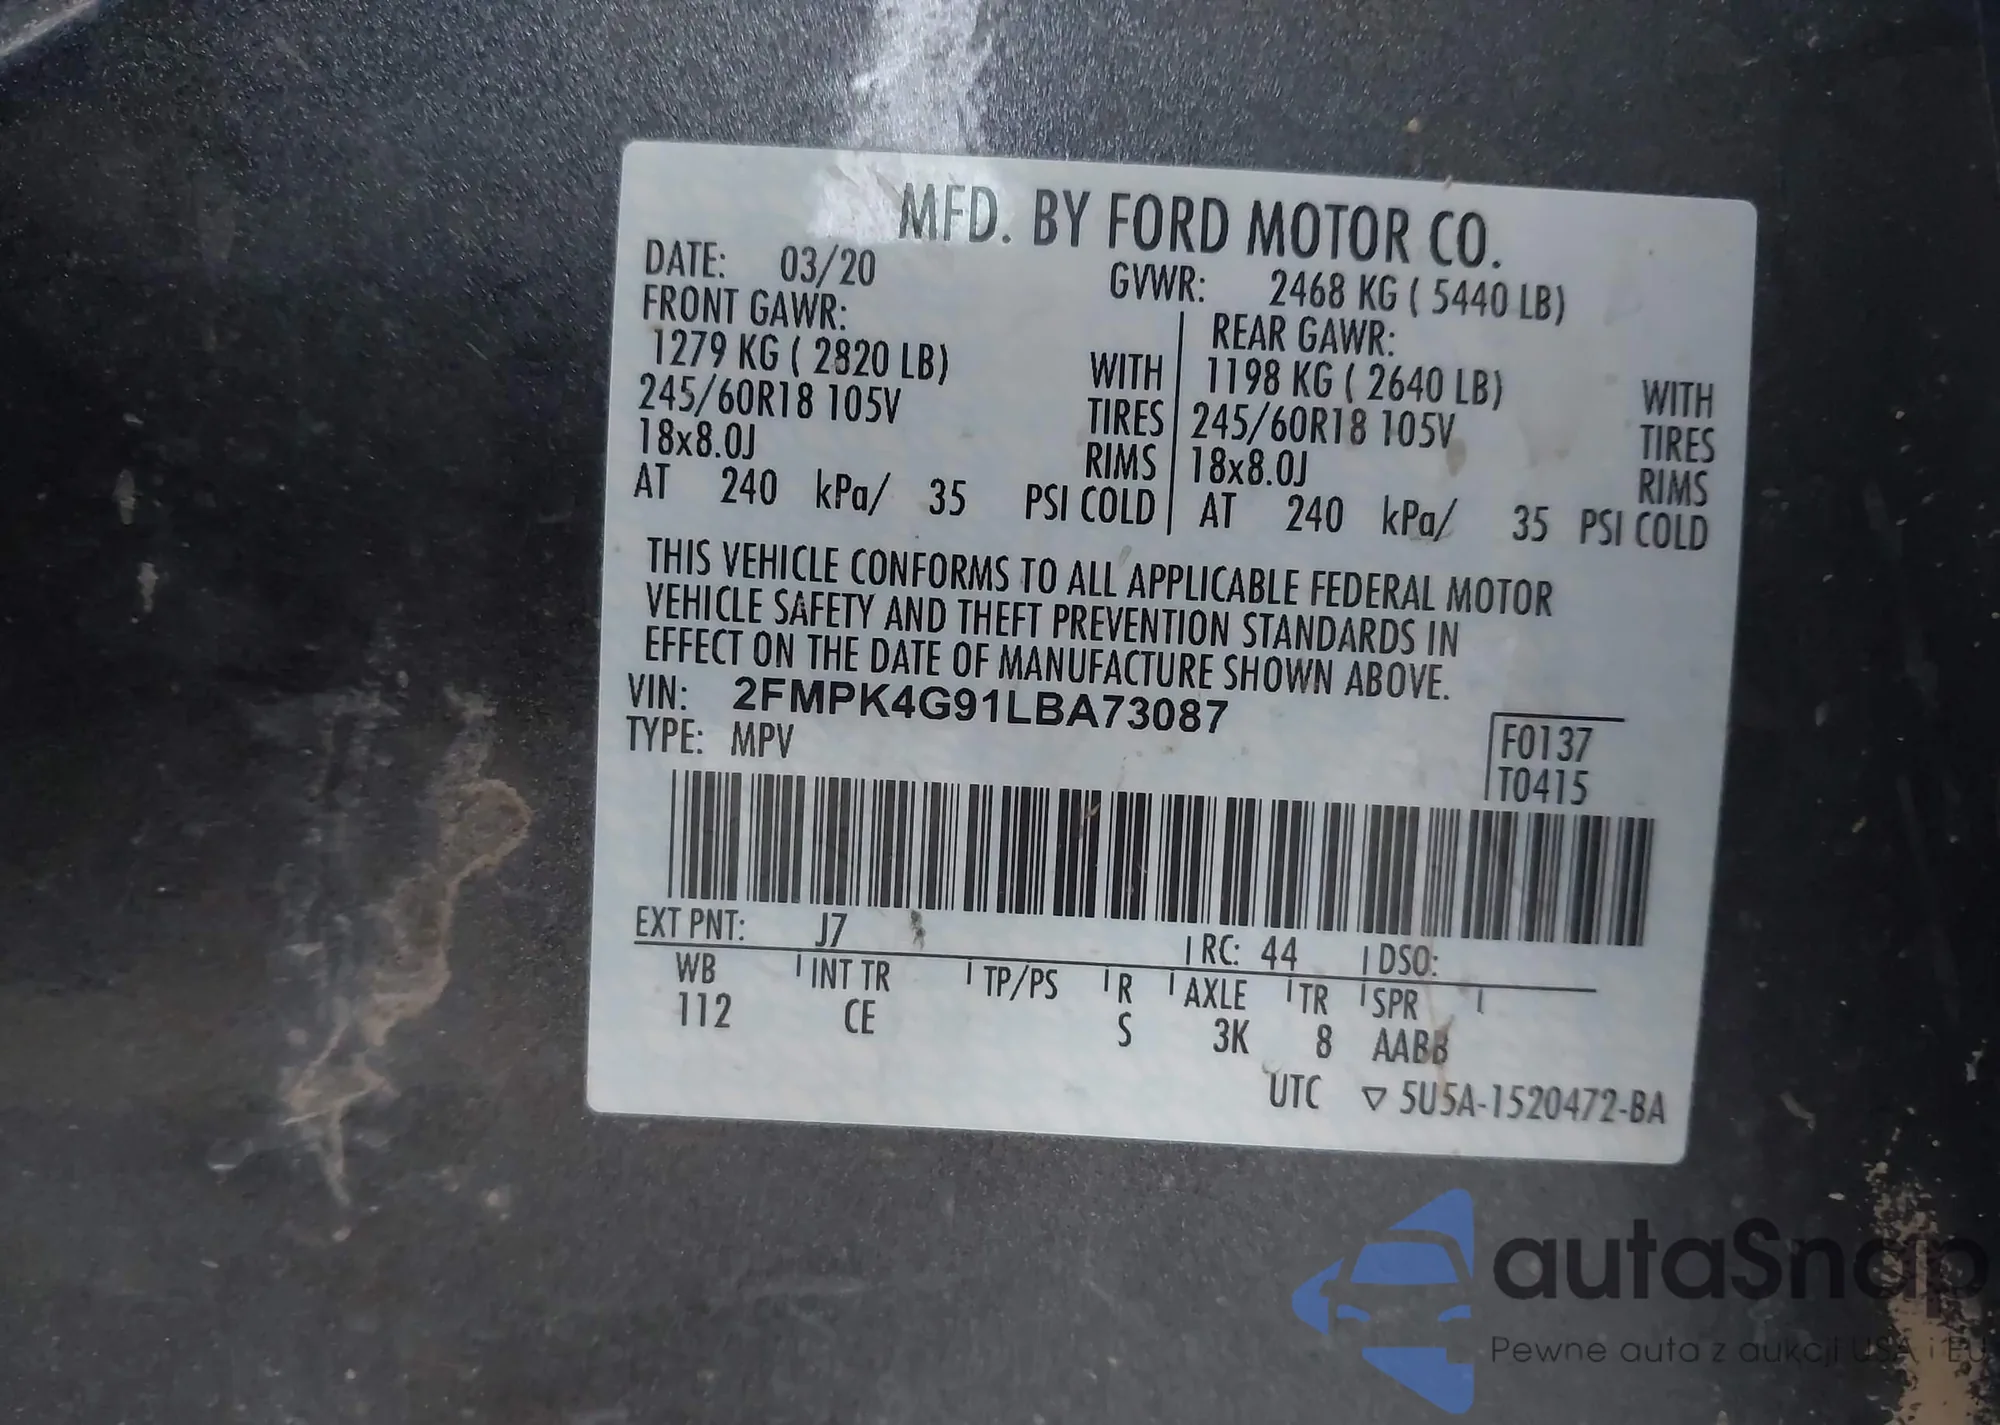 MFD. BY FORD MOTOR CO.
DATE: 03/20 GVWR: 2468 KG ( 5440 LB)
FRONT GAWR: REAR GAWR:
1279 KG ( 2820 LB) WITH 1198 KG ( 2640 LB) WITH
245/60R18 105V TIRES 245/60R18 105V TIRES
18x8.0J RIMS 18x8.0J RIMS
AT 240 kPa/ 35 PSI COLD AT 240 kPa/ 35 PSI COLD
THIS VEHICLE CONFORMS TO ALL APPLICABLE FEDERAL MOTOR
VEHICLE SAFETY AND THEFT PREVENTION STANDARDS IN
EFFECT ON THE DATE OF MANUFACTURE SHOWN ABOVE.
VIN: 2FMPK4G91LBA73087
TYPE: MPV
F0137
T0415
EXT PNT: J7 RC: 44 DSO:
WB INT TR TP/PS R AXLE TR SPR
112 CE S 3K 8 AABB
UTC ▽ 5U5A-1520472-BA
autaSnap
Pewne auta z aukcji USA i EU